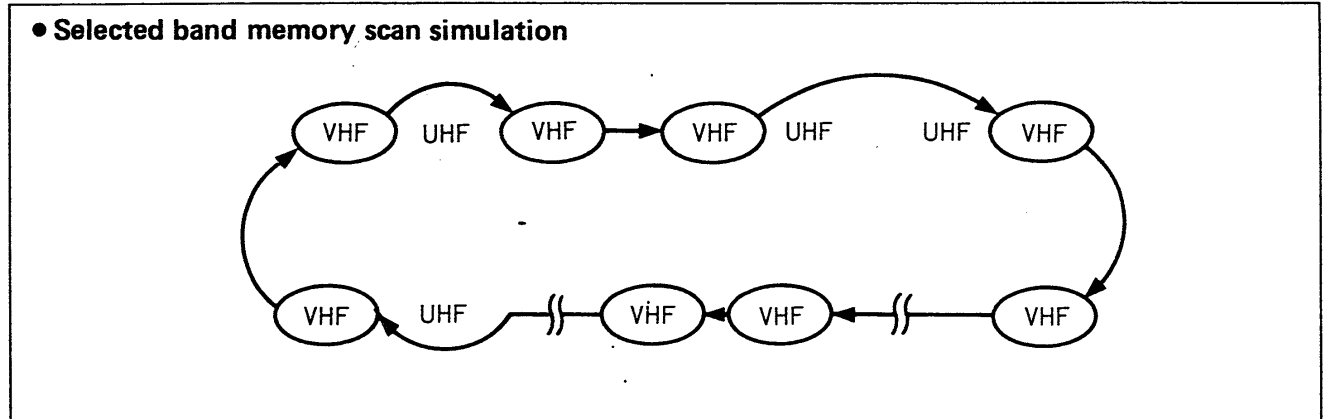 ● Selected band memory scan simulation
VHF UHF VHF VHF UHF UHF VHF
VHF UHF VHF VHF VHF